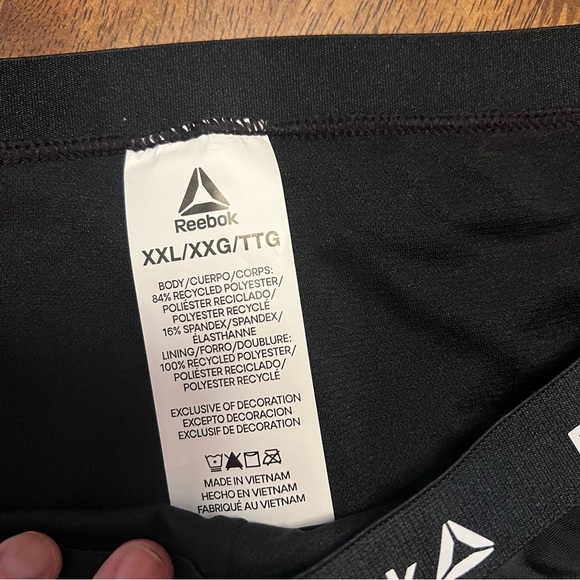 Reebok
XXL/XXG/TTG
BODY/CUERPO/CORPS:
84% RECYCLED POLYESTER/
POLIÉSTER RECICLADO/
POLYESTER RECYCLÉ
16% SPANDEX/SPANDEX/
ÉLASTHANNE
LINING/FORRO/DOUBLURE:
100% RECYCLED POLYESTER/
POLIÉSTER RECICLADO/
POLYESTER RECYCLÉ
EXCLUSIVE OF DECORATION
EXCEPTO DECORACION
EXCLUSIF DE DECORATION
MADE IN VIETNAM
HECHO EN VIETNAM
FABRIQUÉ AU VIETNAM
ok